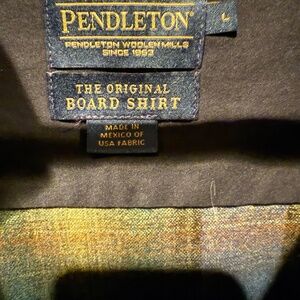 PENDLETON®
L
PENDLETON WOOLEN MILLS
SINCE 1863
THE ORIGINAL
BOARD SHIRT
MADE IN
MEXICO OF
USA FABRIC